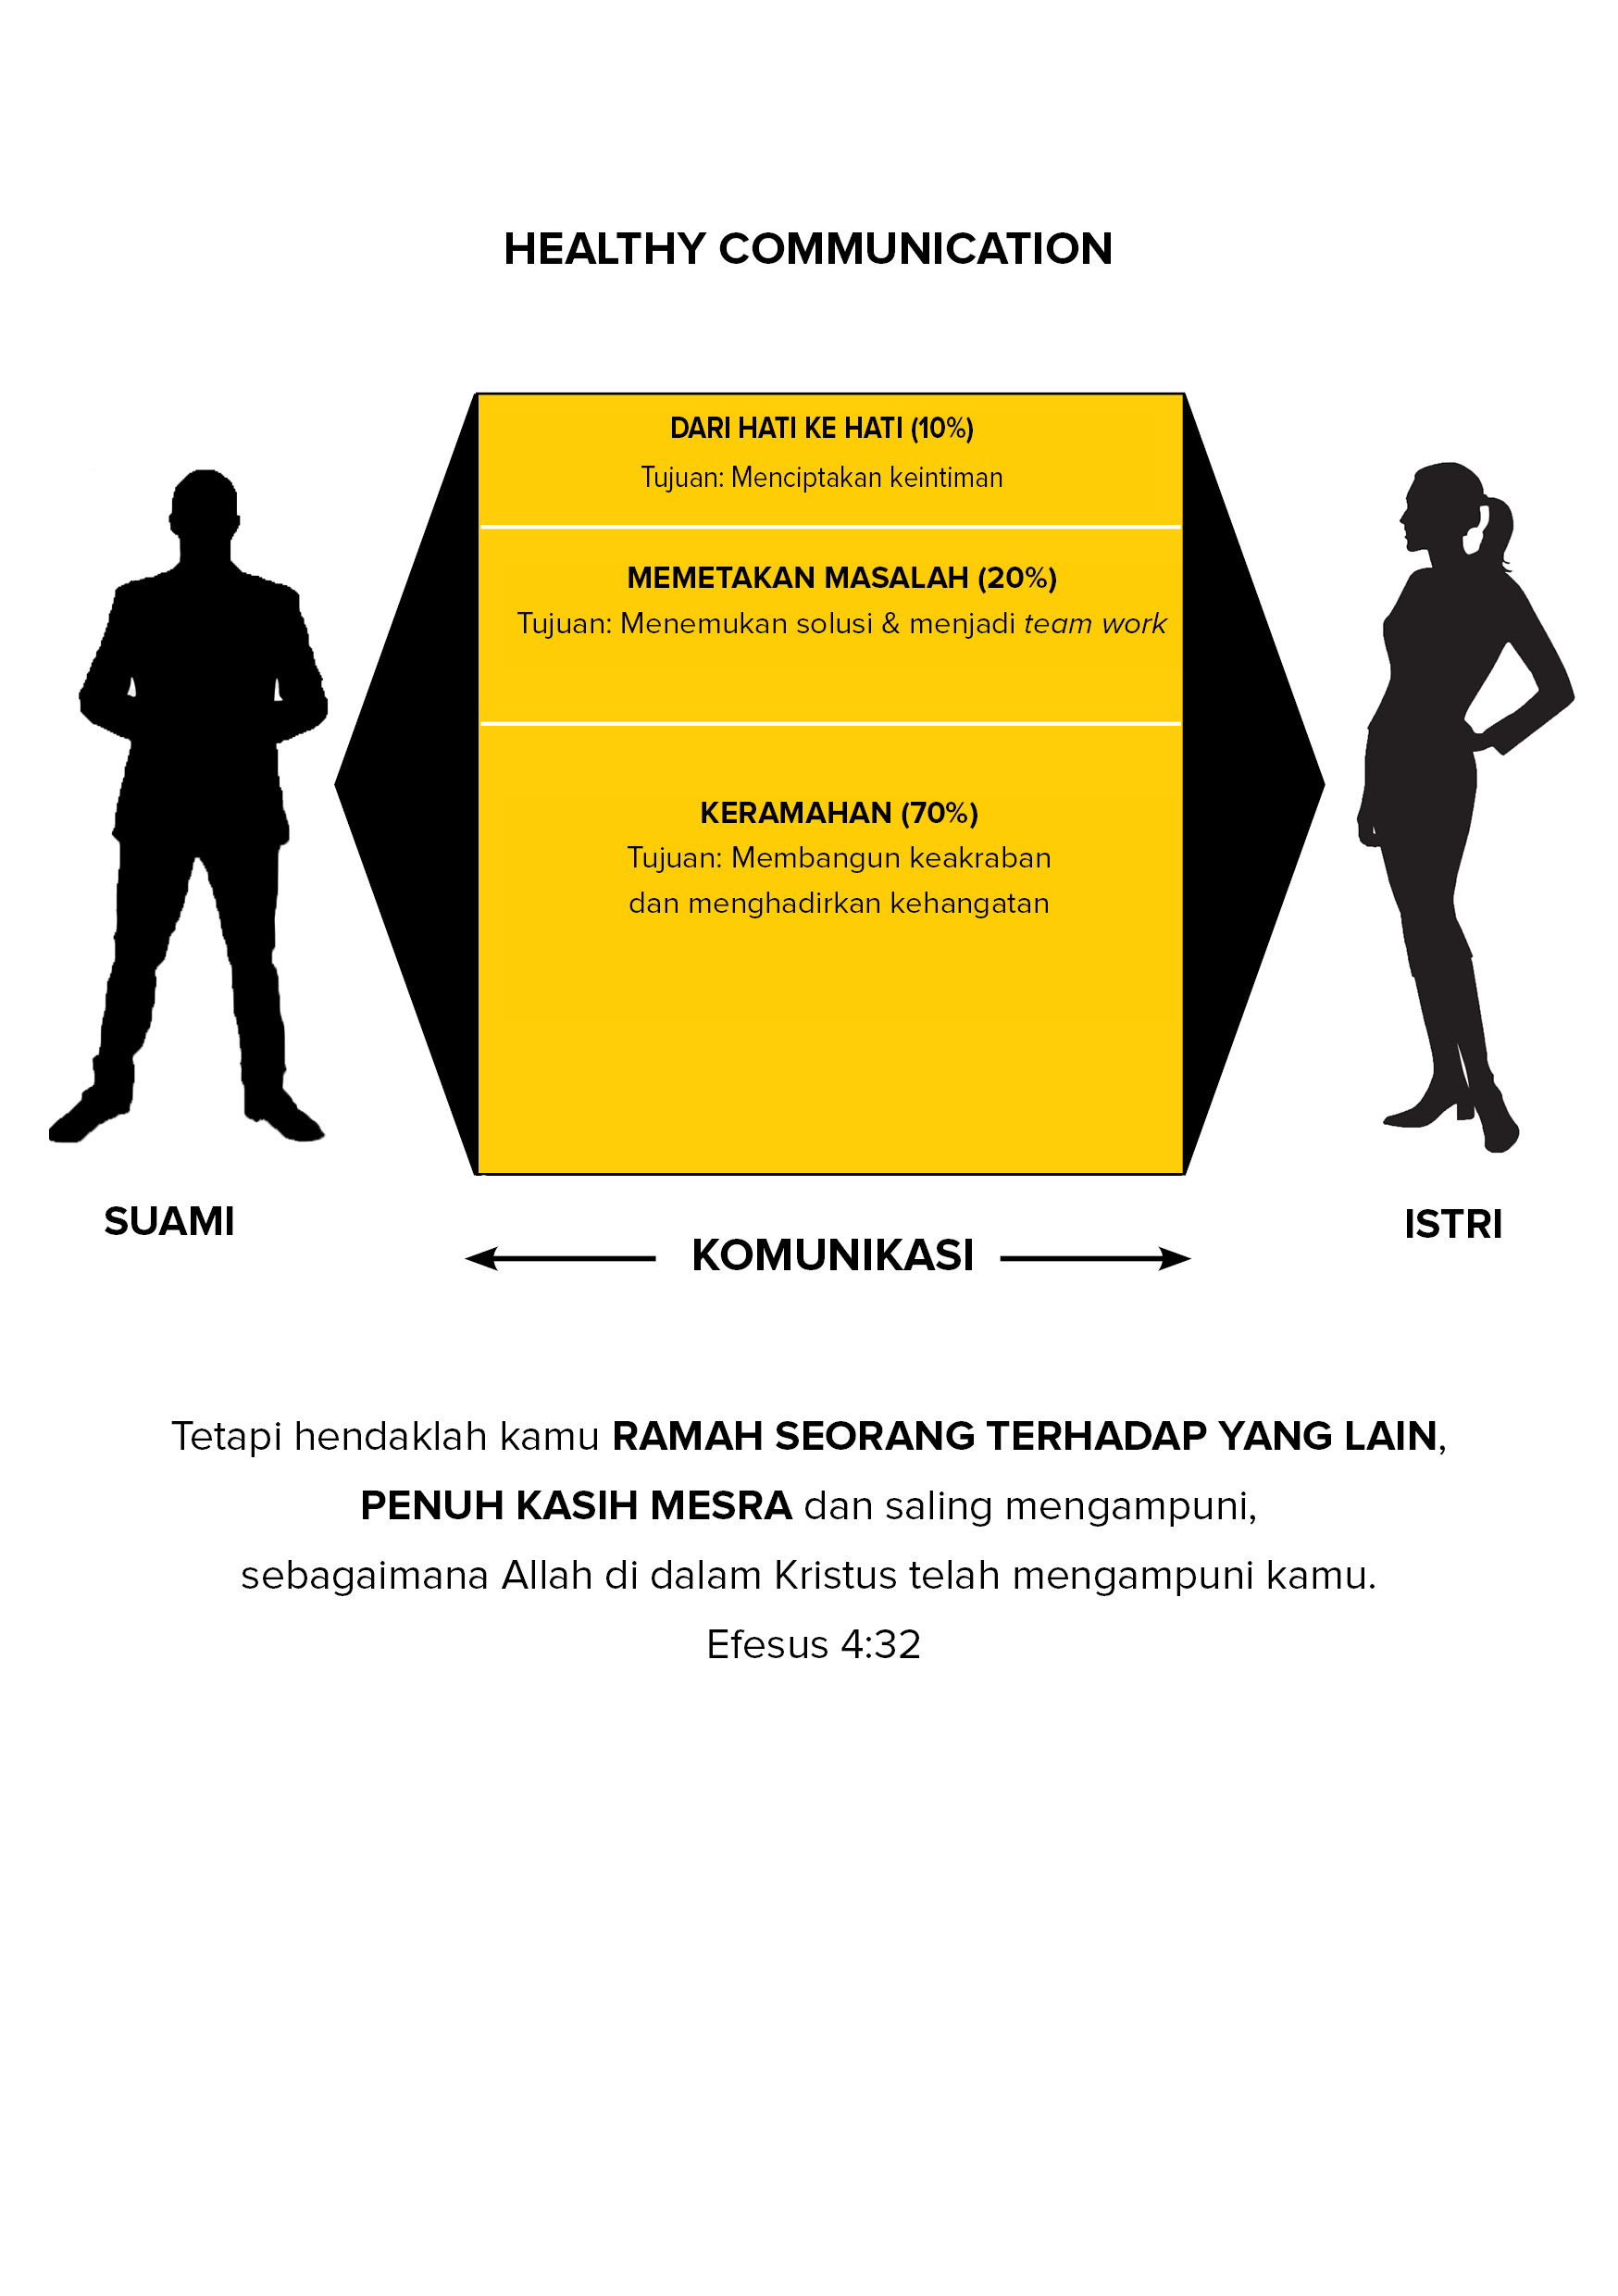 HEALTHY COMMUNICATION
DARI HATI KE HATI (10%)
Tujuan: Menciptakan keintiman
MEMETAKAN MASALAH (20%)
Tujuan: Menemukan solusi & menjadi team work
KERAMAHAN (70%)
Tujuan: Membangun keakraban
dan menghadirkan kehangatan
SUAMI
KOMUNIKASI
ISTRI
Tetapi hendaklah kamu RAMAH SEORANG TERHADAP YANG LAIN,
PENUH KASIH MESRA dan saling mengampuni,
sebagaimana Allah di dalam Kristus telah mengampuni kamu.
Efesus 4:32